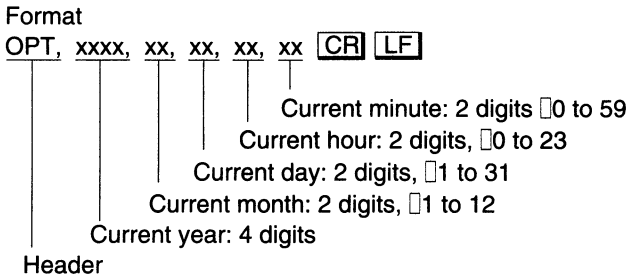 Format
OPT, xxxx, xx, xx, xx, xx CR LF
Current minute: 2 digits ▯0 to 59
Current hour: 2 digits, ▯0 to 23
Current day: 2 digits, ▯1 to 31
Current month: 2 digits, ▯1 to 12
Current year: 4 digits
Header